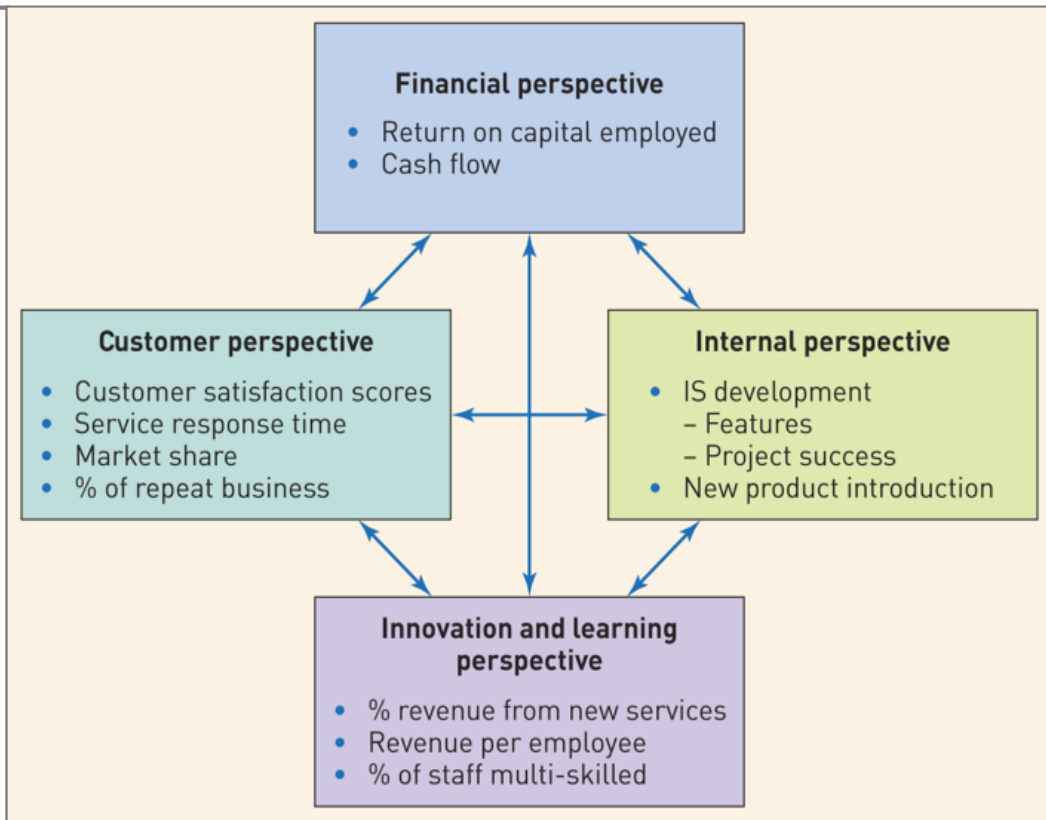 Financial perspective
• Return on capital employed
• Cash flow
Customer perspective
• Customer satisfaction scores
• Service response time
• Market share
• % of repeat business
Internal perspective
• IS development
– Features
– Project success
• New product introduction
Innovation and learning
perspective
• % revenue from new services
• Revenue per employee
• % of staff multi-skilled